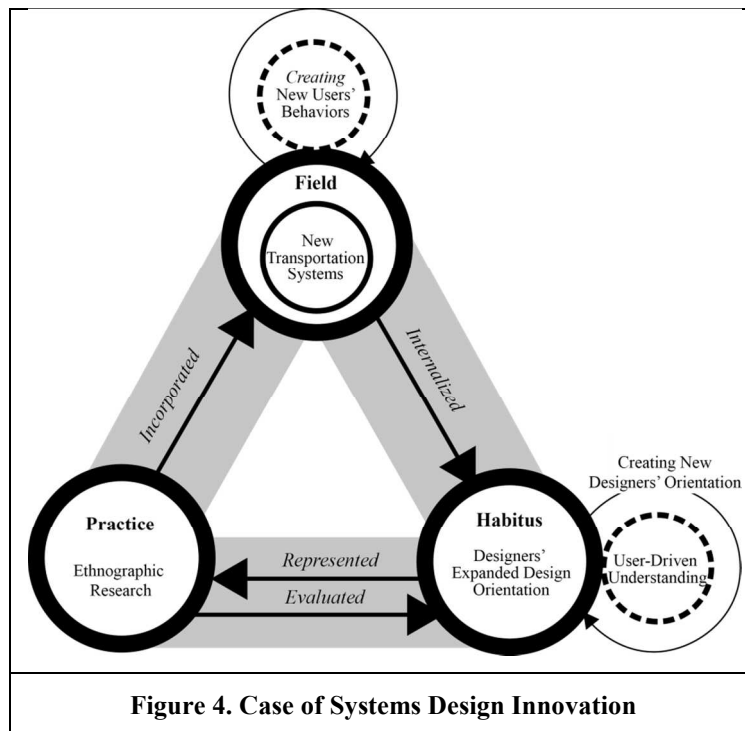 Creating
New Users’
Behaviors
Field
New
Transportation
Systems
Incorporated
Internalized
Creating New
Designers’ Orientation
Practice
Ethnographic
Research
Represented
Evaluated
Habitus
Designers’
Expanded Design
Orientation
User-Driven
Understanding
Figure 4. Case of Systems Design Innovation